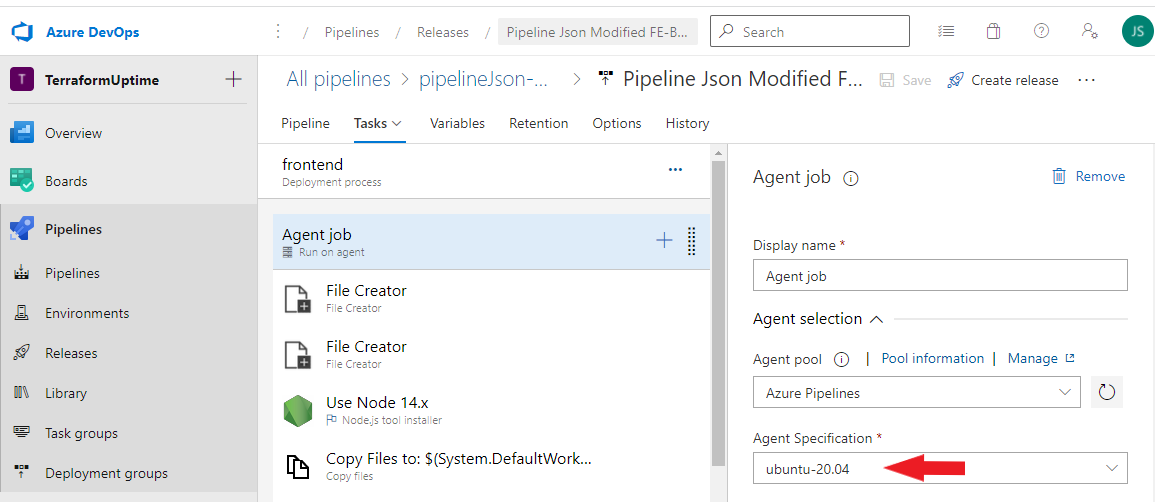 Azure DevOps / Pipelines / Releases / Pipeline Json Modified FE-B... Search JS
T TerraformUptime
All pipelines > pipelineJson-... > Pipeline Json Modified F... Save Create release ...
Pipeline Tasks Variables Retention Options History
Overview
Boards
Pipelines
Pipelines
Environments
Releases
Library
Task groups
Deployment groups
frontend
Deployment process
Agent job
Run on agent
File Creator
File Creator
File Creator
File Creator
Use Node 14.x
Node.js tool installer
Copy Files to: $(System.DefaultWork...
Copy files
Agent job
Remove
Display name *
Agent job
Agent selection
Agent pool | Pool information | Manage
Azure Pipelines
Agent Specification *
ubuntu-20.04